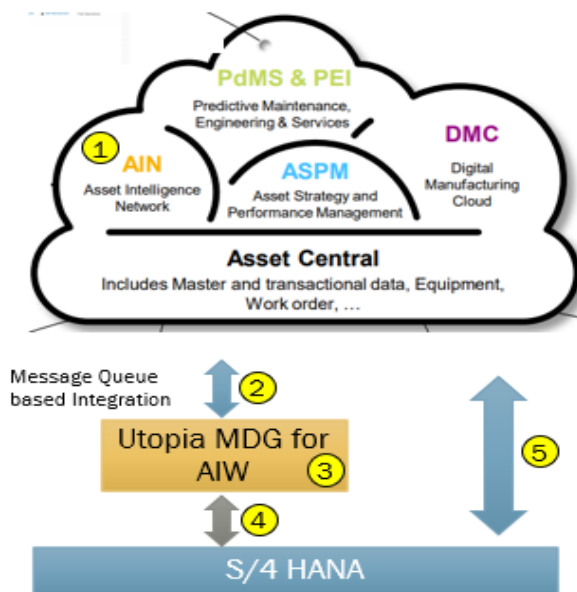 PdMS & PEI
Predictive Maintenance,
Engineering & Services
1
AIN
Asset Intelligence
Network
ASPM
Asset Strategy and
Performance Management
DMC
Digital
Manufacturing
Cloud
Asset Central
Includes Master and transactional data, Equipment,
Work order, ...
Message Queue
based Integration
2
Utopia MDG for
AIW
3
4
5
S/4 HANA